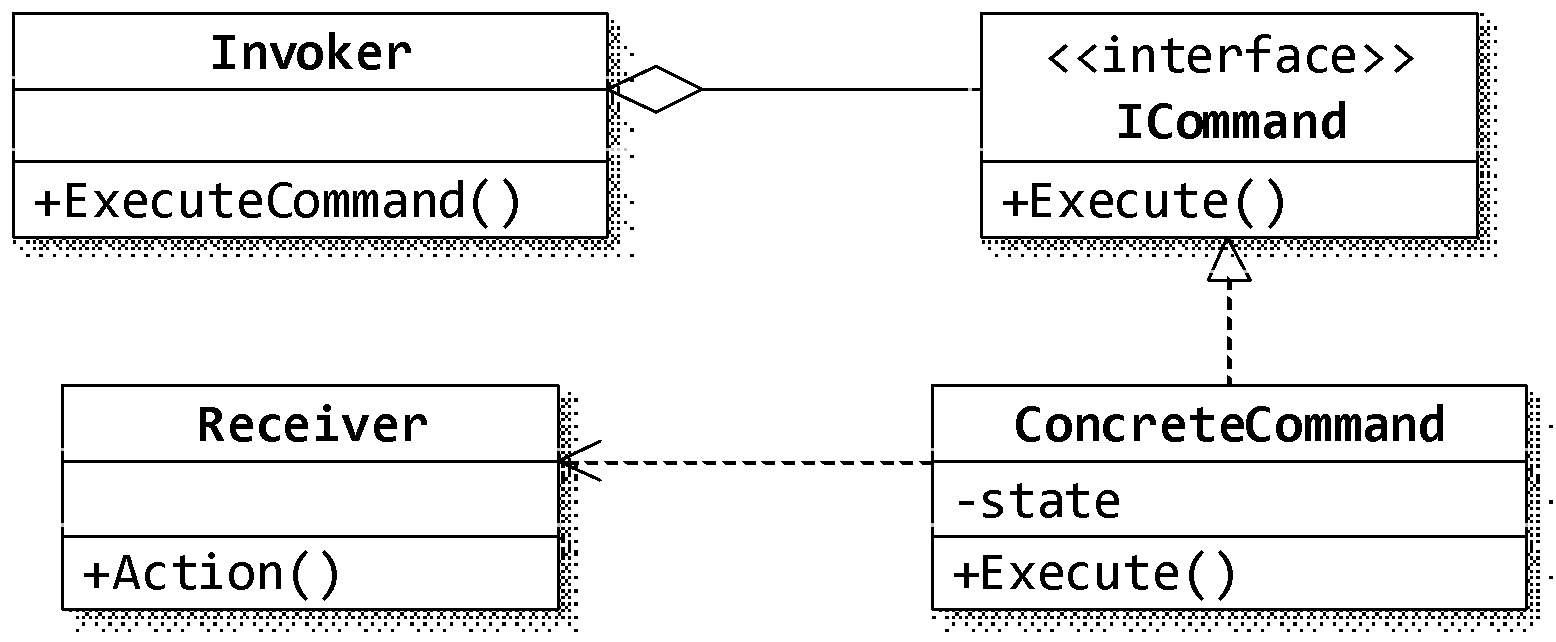 Invoker
+ExecuteCommand()
<<interface>>
ICommand
+Execute()
Receiver
+Action()
ConcreteCommand
-state
+Execute()